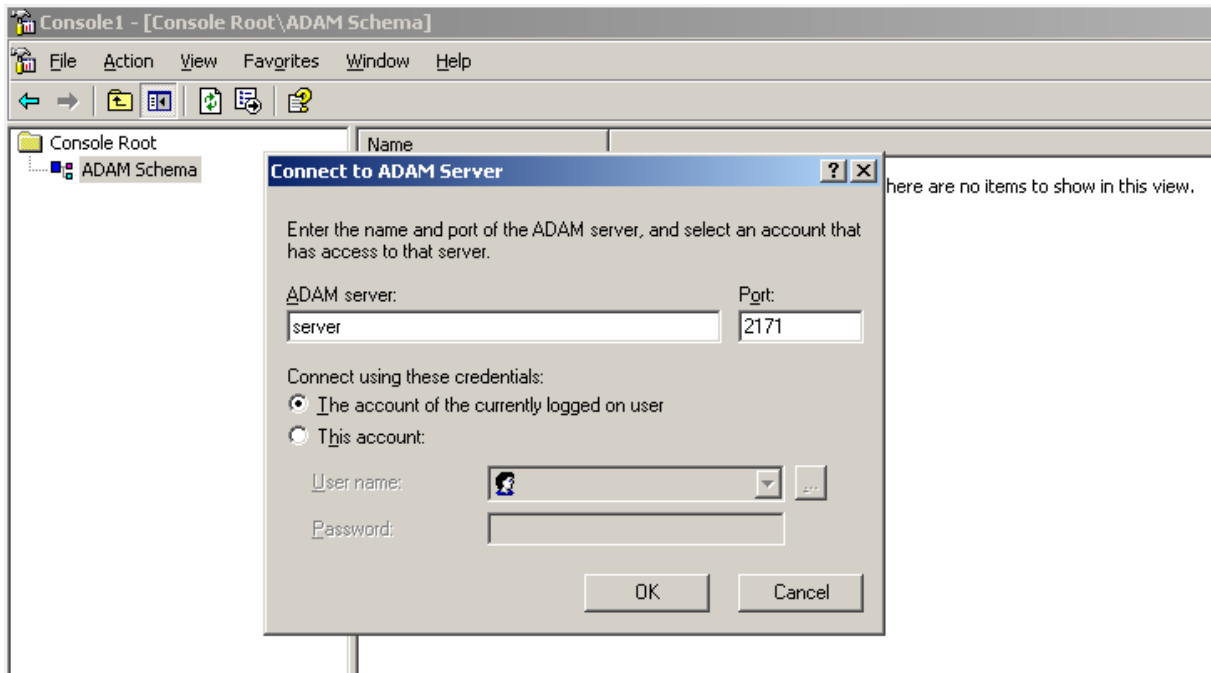 Console1 - [Console Root\ADAM Schema]
File Action View Favorites Window Help
Console Root
ADAM Schema
Name
here are no items to show in this view.
Connect to ADAM Server
Enter the name and port of the ADAM server, and select an account that
has access to that server.
ADAM server: Port:
server 2171
Connect using these credentials:
The account of the currently logged on user
This account:
User name: ...
Password:
OK Cancel